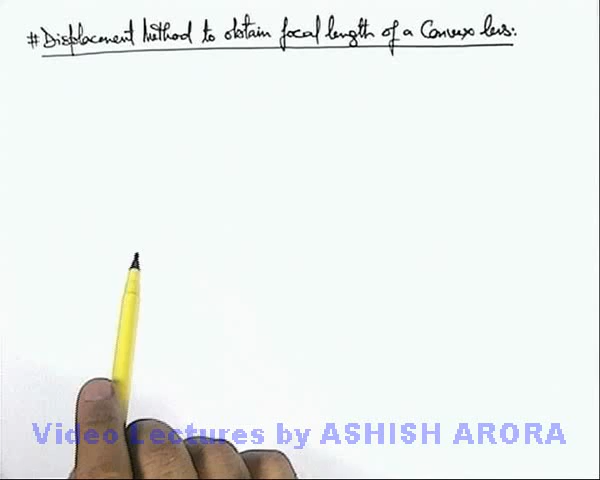 # Displacement Method to obtain focal length of a Convex lens:
Video Lectures by ASHISH ARORA